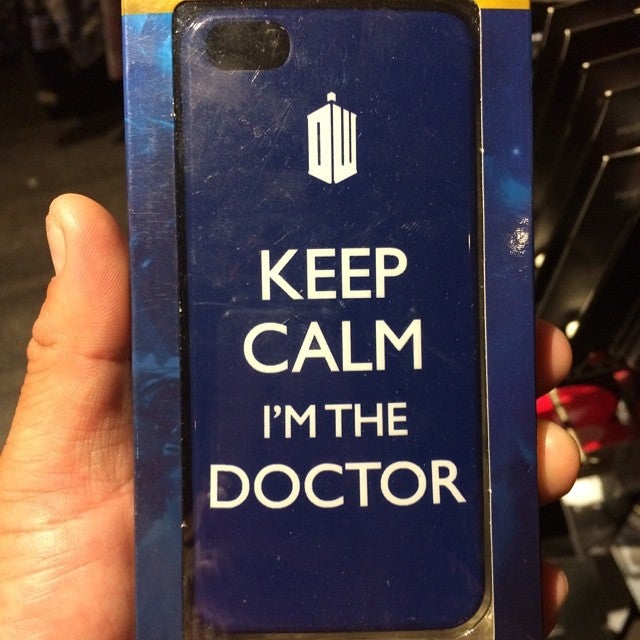 DW
KEEP
CALM
I'M THE
DOCTOR